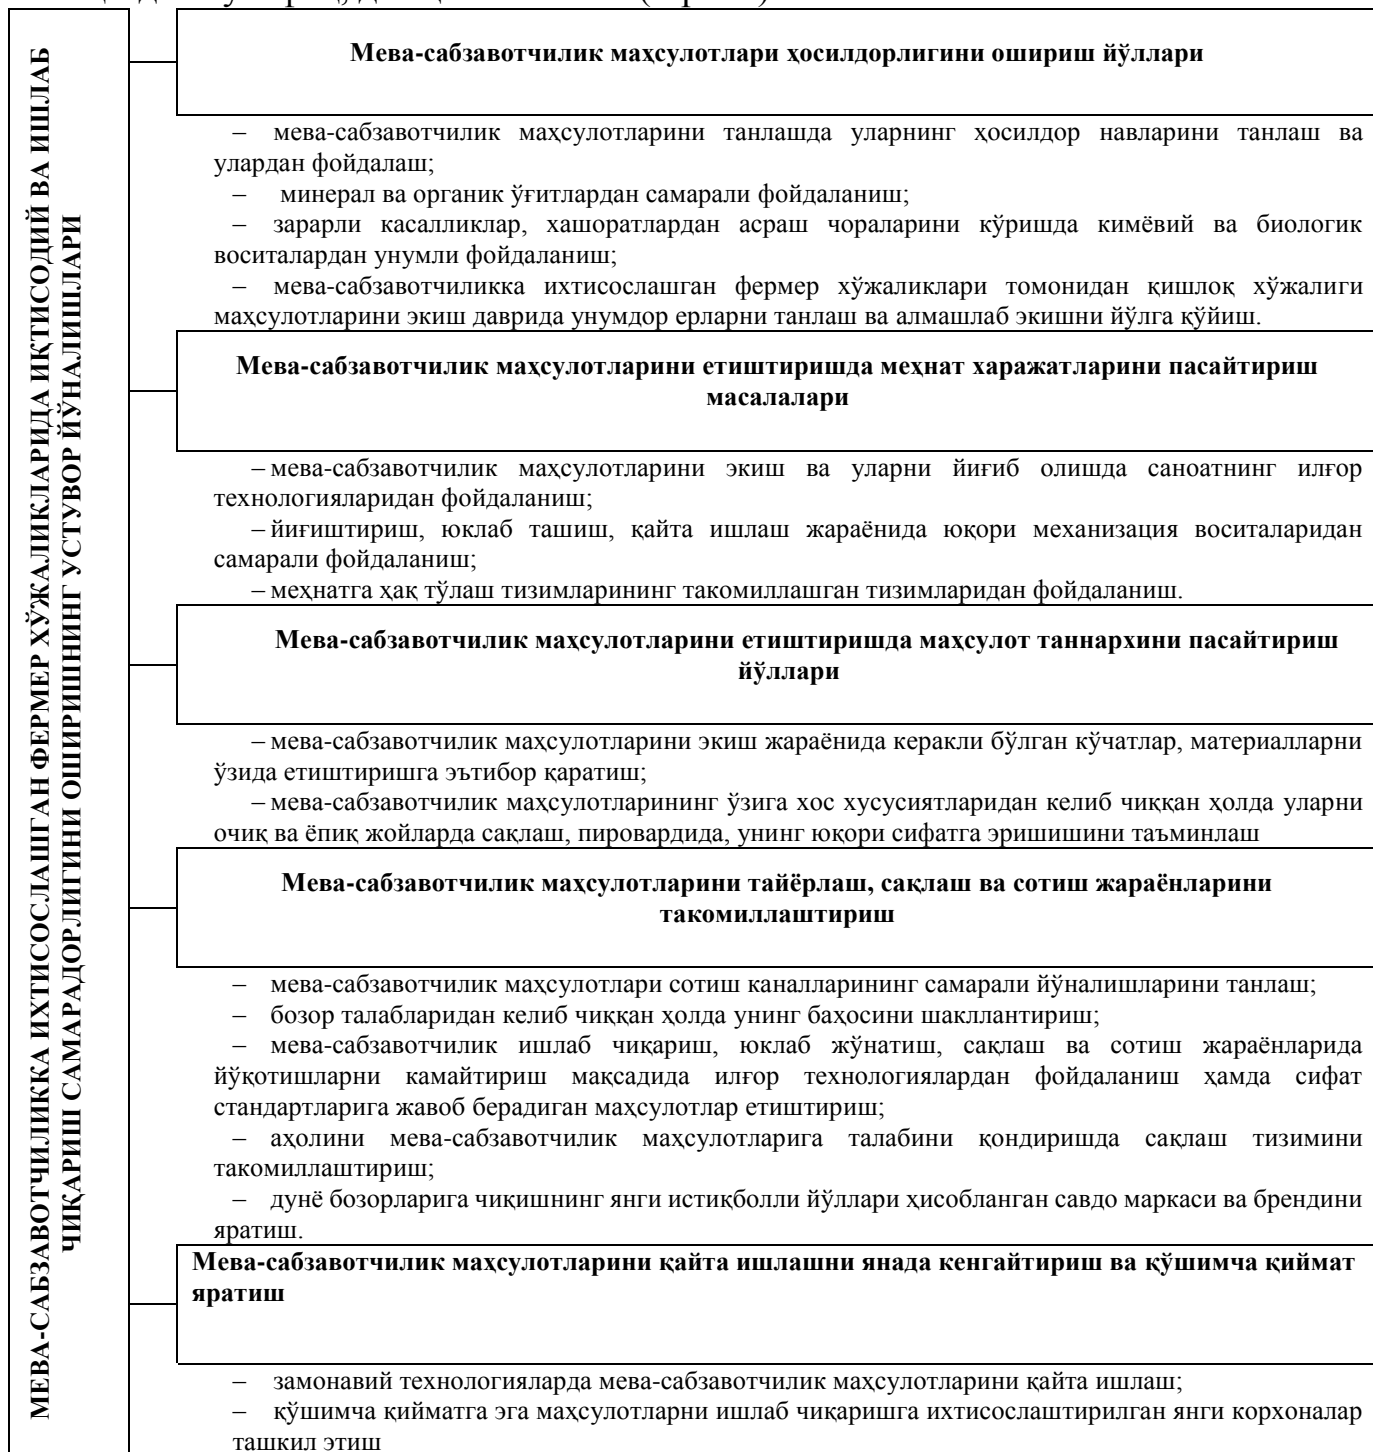 МЕВА-САБЗАВОТЧИЛИККА ИХТИСОСЛАШГАН ФЕРМЕР ХЎЖАЛИКЛАРИДА ИҚТИСОДИЙ ВА ИШЛАБ
ЧИҚАРИШ САМАРАДОРЛИГИНИ ОШИРИШНИНГ УСТУВОР ЙЎНАЛИШЛАРИ
Мева-сабзавотчилик маҳсулотлари ҳосилдорлигини ошириш йўллари
– мева-сабзавотчилик маҳсулотларини танлашда уларнинг ҳосилдор навларини танлаш ва
улардан фойдалаш;
– минерал ва органик ўғитлардан самарали фойдаланиш;
– зарарли касалликлар, хашоратлардан асраш чораларини кўришда кимёвий ва биологик
воситалардан унумли фойдаланиш;
– мева-сабзавотчиликка ихтисослашган фермер хўжаликлари томонидан қишлоқ хўжалиги
маҳсулотларини экиш даврида унумдор ерларни танлаш ва алмашлаб экишни йўлга қўйиш.
Мева-сабзавотчилик маҳсулотларини етиштиришда меҳнат харажатларини пасайтириш
масалалари
– мева-сабзавотчилик маҳсулотларини экиш ва уларни йиғиб олишда саноатнинг илғор
технологияларидан фойдаланиш;
– йиғиштириш, юклаб ташиш, қайта ишлаш жараёнида юқори механизация воситаларидан
самарали фойдаланиш;
– меҳнатга ҳақ тўлаш тизимларининг такомиллашган тизимларидан фойдаланиш.
Мева-сабзавотчилик маҳсулотларини етиштиришда маҳсулот таннархини пасайтириш
йўллари
– мева-сабзавотчилик маҳсулотларини экиш жараёнида керакли бўлган кўчатлар, материалларни
ўзида етиштиришга эътибор қаратиш;
– мева-сабзавотчилик маҳсулотларининг ўзига хос хусусиятларидан келиб чиққан ҳолда уларни
очиқ ва ёпиқ жойларда сақлаш, пировардида, унинг юқори сифатга эришишини таъминлаш
Мева-сабзавотчилик маҳсулотларини тайёрлаш, сақлаш ва сотиш жараёнларини
такомиллаштириш
– мева-сабзавотчилик маҳсулотлари сотиш каналларининг самарали йўналишларини танлаш;
– бозор талабларидан келиб чиққан ҳолда унинг баҳосини шакллантириш;
– мева-сабзавотчилик ишлаб чиқариш, юклаб жўнатиш, сақлаш ва сотиш жараёнларида
йўқотишларни камайтириш мақсадида илғор технологиялардан фойдаланиш ҳамда сифат
стандартларига жавоб берадиган маҳсулотлар етиштириш;
– аҳолини мева-сабзавотчилик маҳсулотларига талабини қондиришда сақлаш тизимини
такомиллаштириш;
– дунё бозорларига чиқишнинг янги истиқболли йўллари ҳисобланган савдо маркаси ва брендини
яратиш.
Мева-сабзавотчилик маҳсулотларини қайта ишлашни янада кенгайтириш ва қўшимча қиймат
яратиш
– замонавий технологияларда мева-сабзавотчилик маҳсулотларини қайта ишлаш;
– қўшимча қийматга эга маҳсулотларни ишлаб чиқаришга ихтисослаштирилган янги корхоналар
ташкил этиш